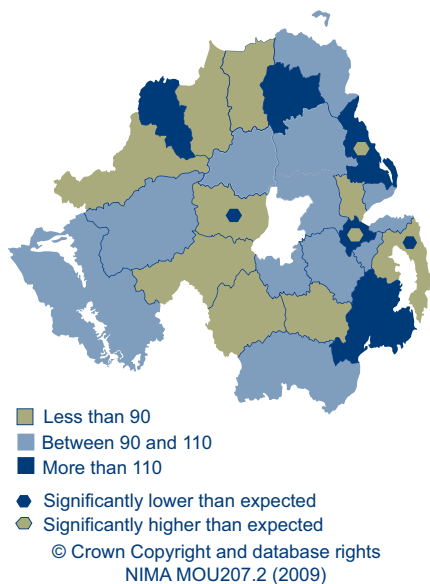 Less than 90
Between 90 and 110
More than 110
Significantly lower than expected
Significantly higher than expected
© Crown Copyright and database rights
NIMA MOU207.2 (2009)